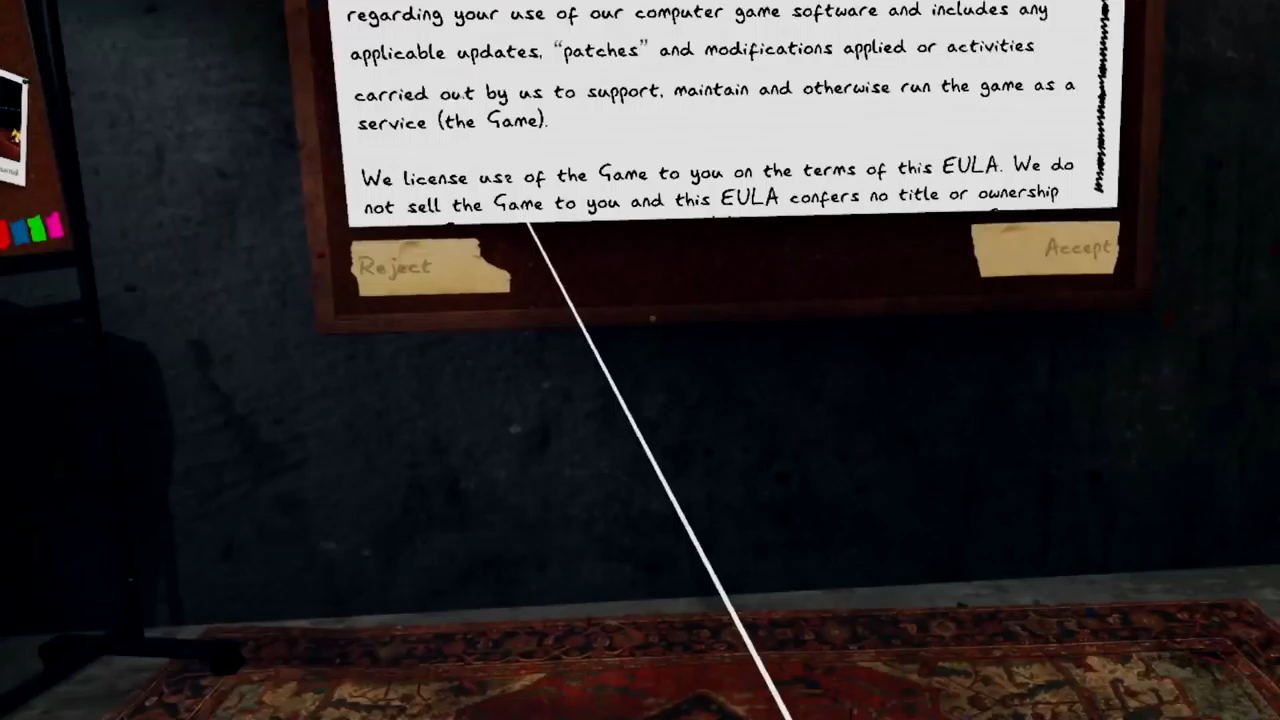 regarding your use of our computer game software and includes any
applicable updates, “patches” and modifications applied or activities
carried out by us to support, maintain and otherwise run the game as a
service (the Game).
We license use of the Game to you on the terms of this EULA. We do
not sell the Game to you and this EULA confers no title or ownership
Reject
Accept